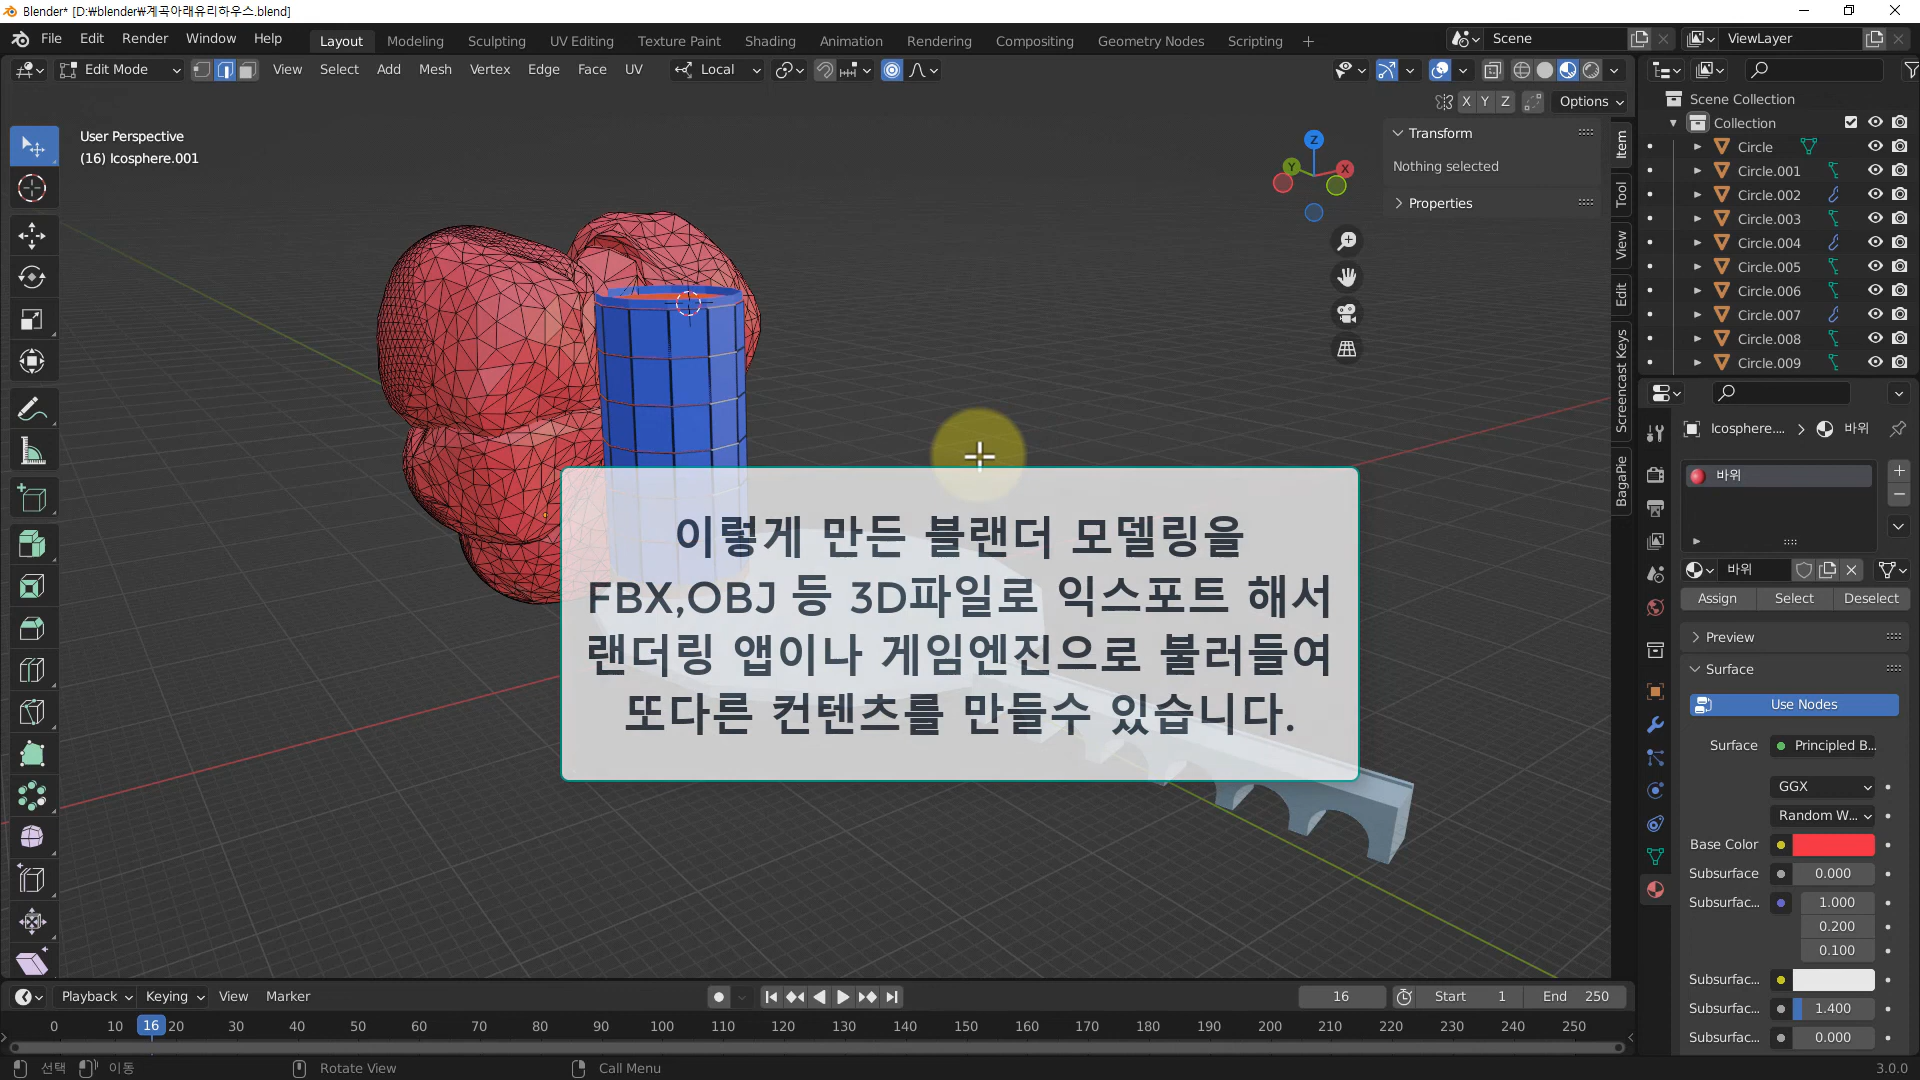 Blender* [D:￦blender￦계곡아래유리하우스.blend]
File Edit Render Window Help Layout Modeling Sculpting UV Editing Texture Paint Shading Animation Rendering Compositing Geometry Nodes Scripting + Scene ViewLayer
Edit Mode View Select Add Mesh Vertex Edge Face UV Local
X Y Z Options
User Perspective
(16) Icosphere.001
Z
Y X
Transform
Nothing selected
Properties
Item
Tool
View
Edit
Screencast Keys
BagaPie
Scene Collection
Collection
Circle
Circle.001
Circle.002
Circle.003
Circle.004
Circle.005
Circle.006
Circle.007
Circle.008
Circle.009
Icosphere.... > 바위
바위
바위
Assign Select Deselect
Preview
Surface
Use Nodes
Surface Principled B...
GGX
Random W...
Base Color
Subsurface 0.000
Subsurfac... 1.000
0.200
0.100
Subsurfac...
Subsurfac... 1.400
Subsurfac... 0.000
이렇게 만든 블랜더 모델링을
FBX,OBJ 등 3D파일로 익스포트 해서
랜더링 앱이나 게임엔진으로 불러들여
또다른 컨텐츠를 만들수 있습니다.
Playback Keying View Marker 16 Start 1 End 250
0 10 16 20 30 40 50 60 70 80 90 100 110 120 130 140 150 160 170 180 190 200 210 220 230 240 250
선택 이동 Rotate View Call Menu 3.0.0